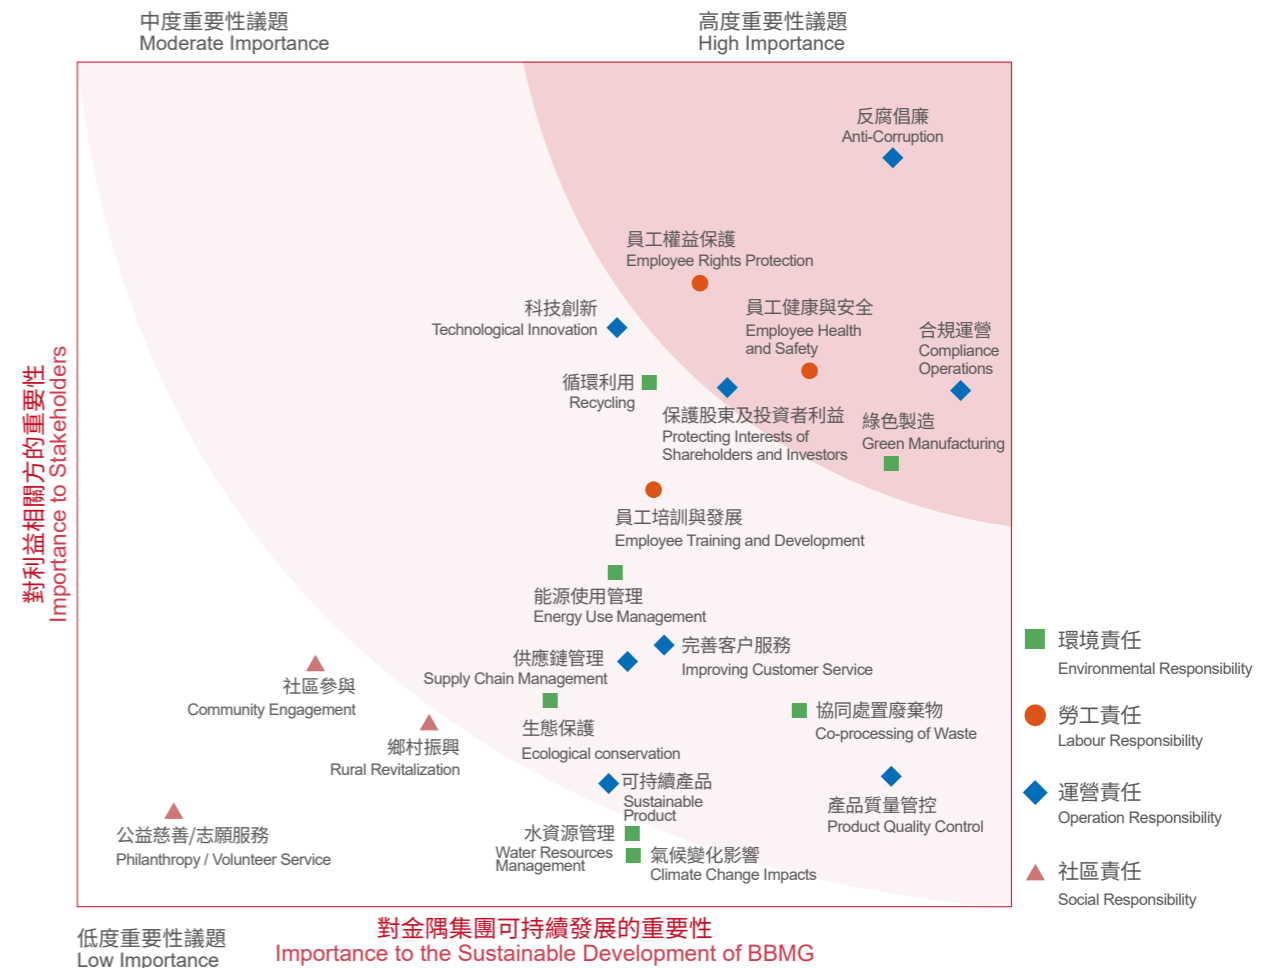 中度重要性議題
Moderate Importance
高度重要性議題
High Importance
反腐倡廉
Anti-Corruption
員工權益保護
Employee Rights Protection
科技創新
Technological Innovation
員工健康與安全
Employee Health
and Safety
合規運營
Compliance
Operations
循環利用
Recycling
保護股東及投資者利益
Protecting Interests of
Shareholders and Investors
綠色製造
Green Manufacturing
員工培訓與發展
Employee Training and Development
能源使用管理
Energy Use Management
供應鏈管理
Supply Chain Management
完善客户服務
Improving Customer Service
社區參與
Community Engagement
鄉村振興
Rural Revitalization
生態保護
Ecological conservation
協同處置廢棄物
Co-processing of Waste
可持續產品
Sustainable
Product
產品質量管控
Product Quality Control
公益慈善/志願服務
Philanthropy / Volunteer Service
水資源管理
Water Resources
Management
氣候變化影響
Climate Change Impacts
對利益相關方的重要性
Importance to Stakeholders
環境責任
Environmental Responsibility
勞工責任
Labour Responsibility
運營責任
Operation Responsibility
社區責任
Social Responsibility
低度重要性議題
Low Importance
對金隅集團可持續發展的重要性
Importance to the Sustainable Development of BBMG